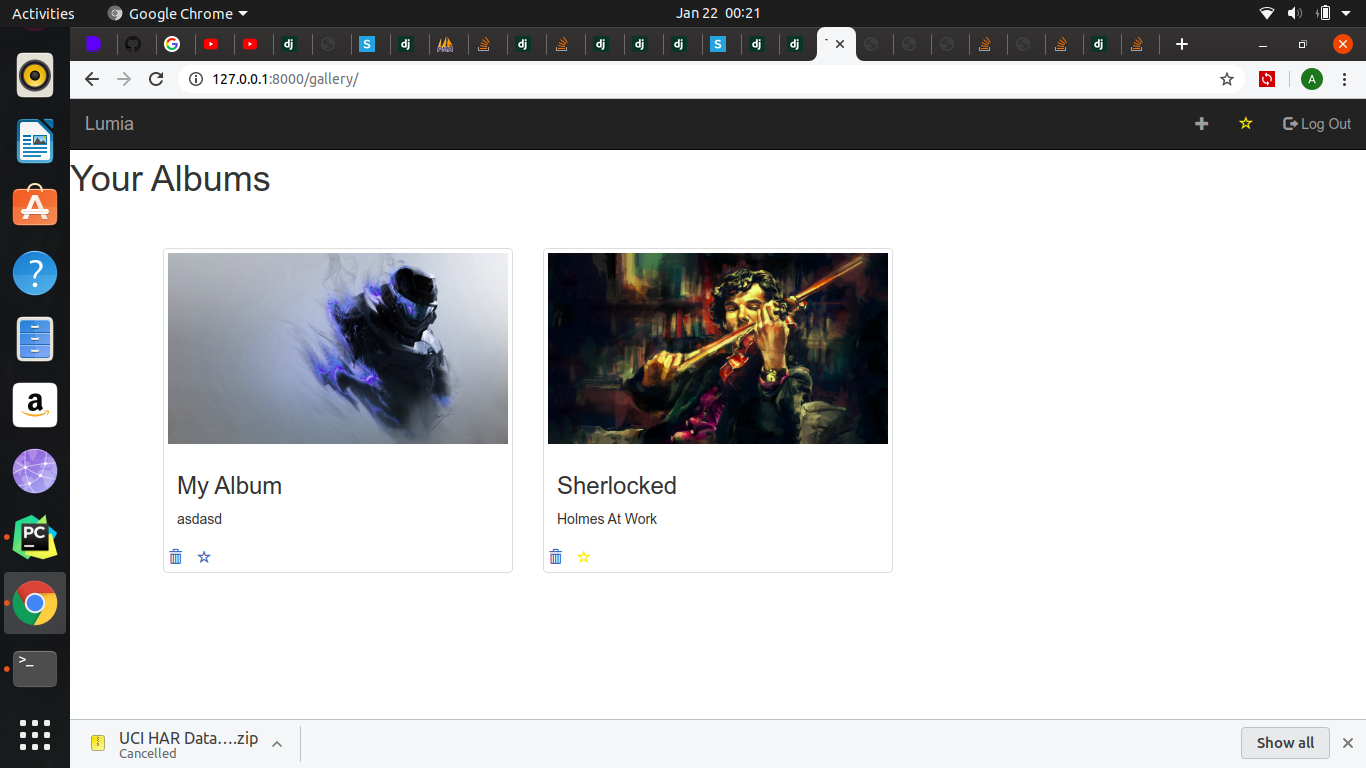 Activities
Google Chrome
Jan 22 00:21
127.0.0.1:8000/gallery/
A
Lumia
Log Out
Your Albums
My Album
asdasd
Sherlocked
Holmes At Work
UCI HAR Data....zip
Cancelled
Show all